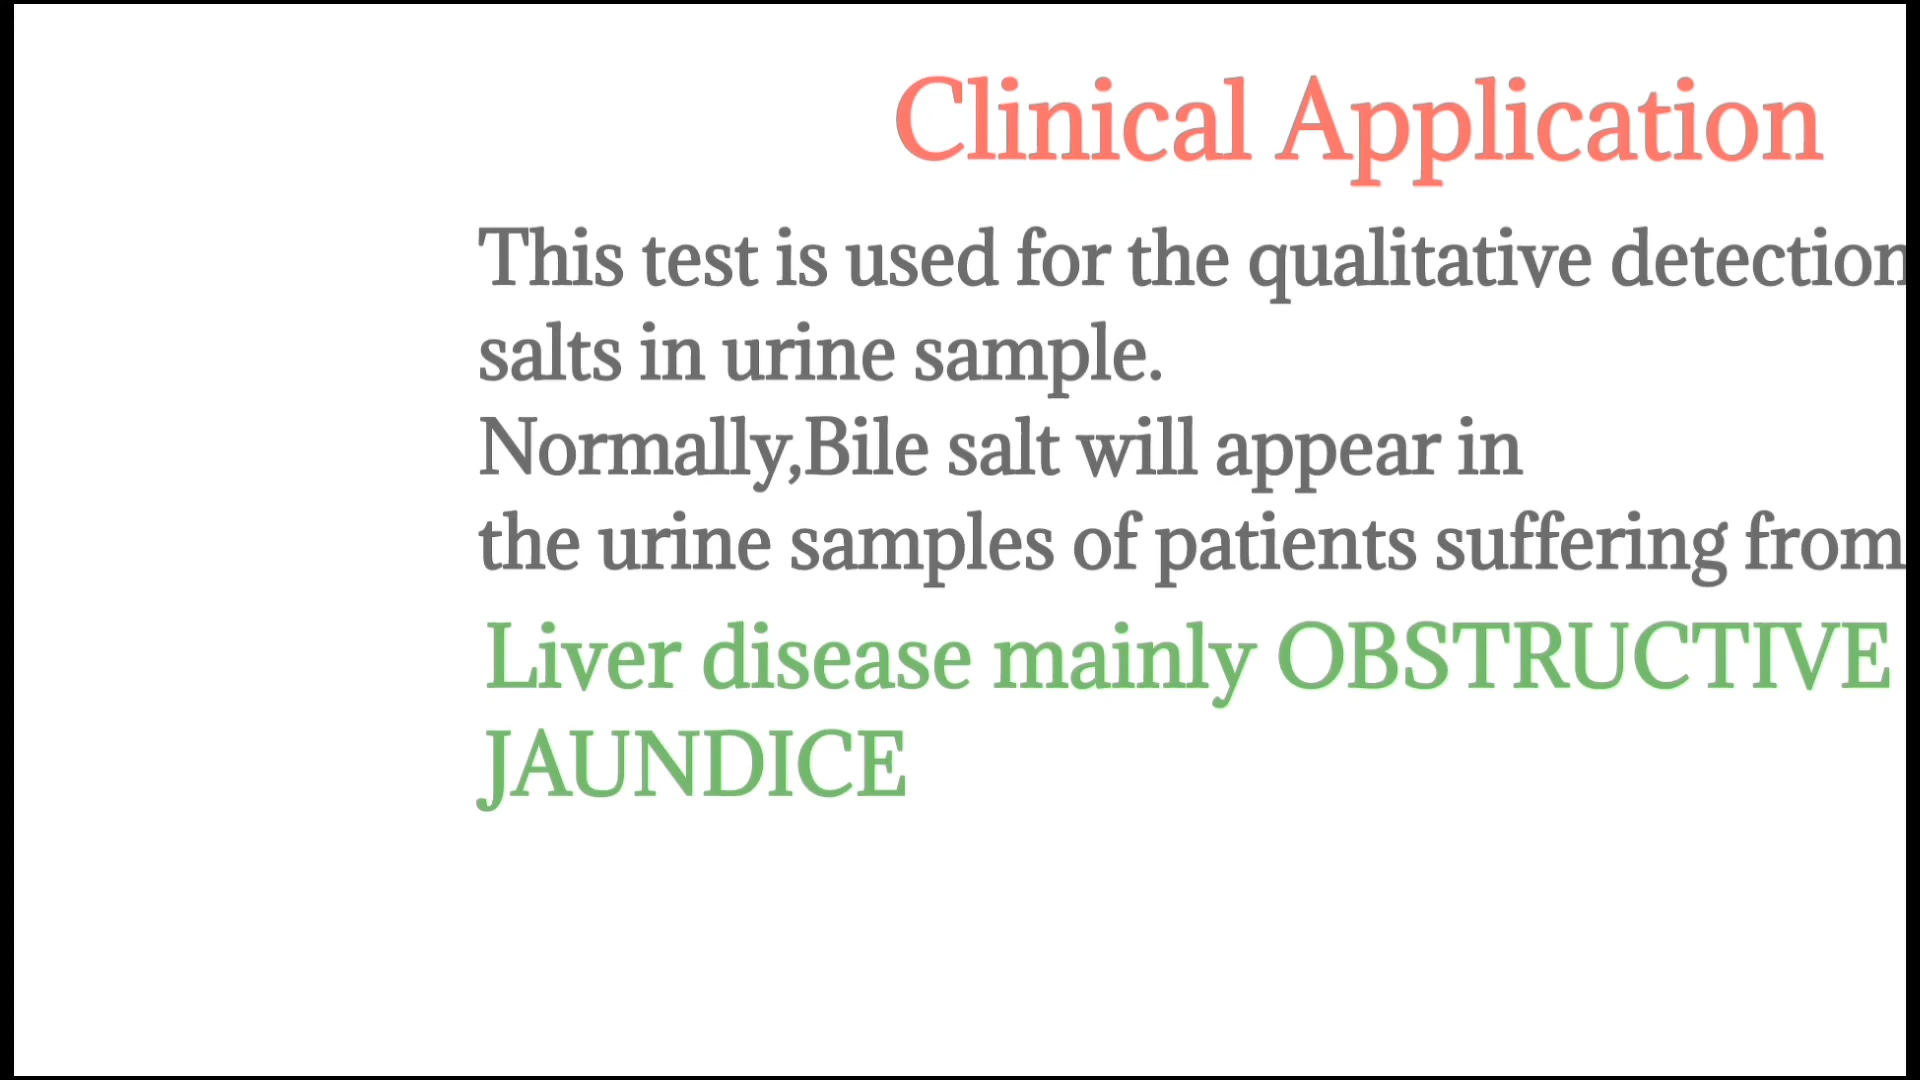 Clinical Application
This test is used for the qualitative detection
salts in urine sample.
Normally,Bile salt will appear in
the urine samples of patients suffering from
Liver disease mainly OBSTRUCTIVE
JAUNDICE